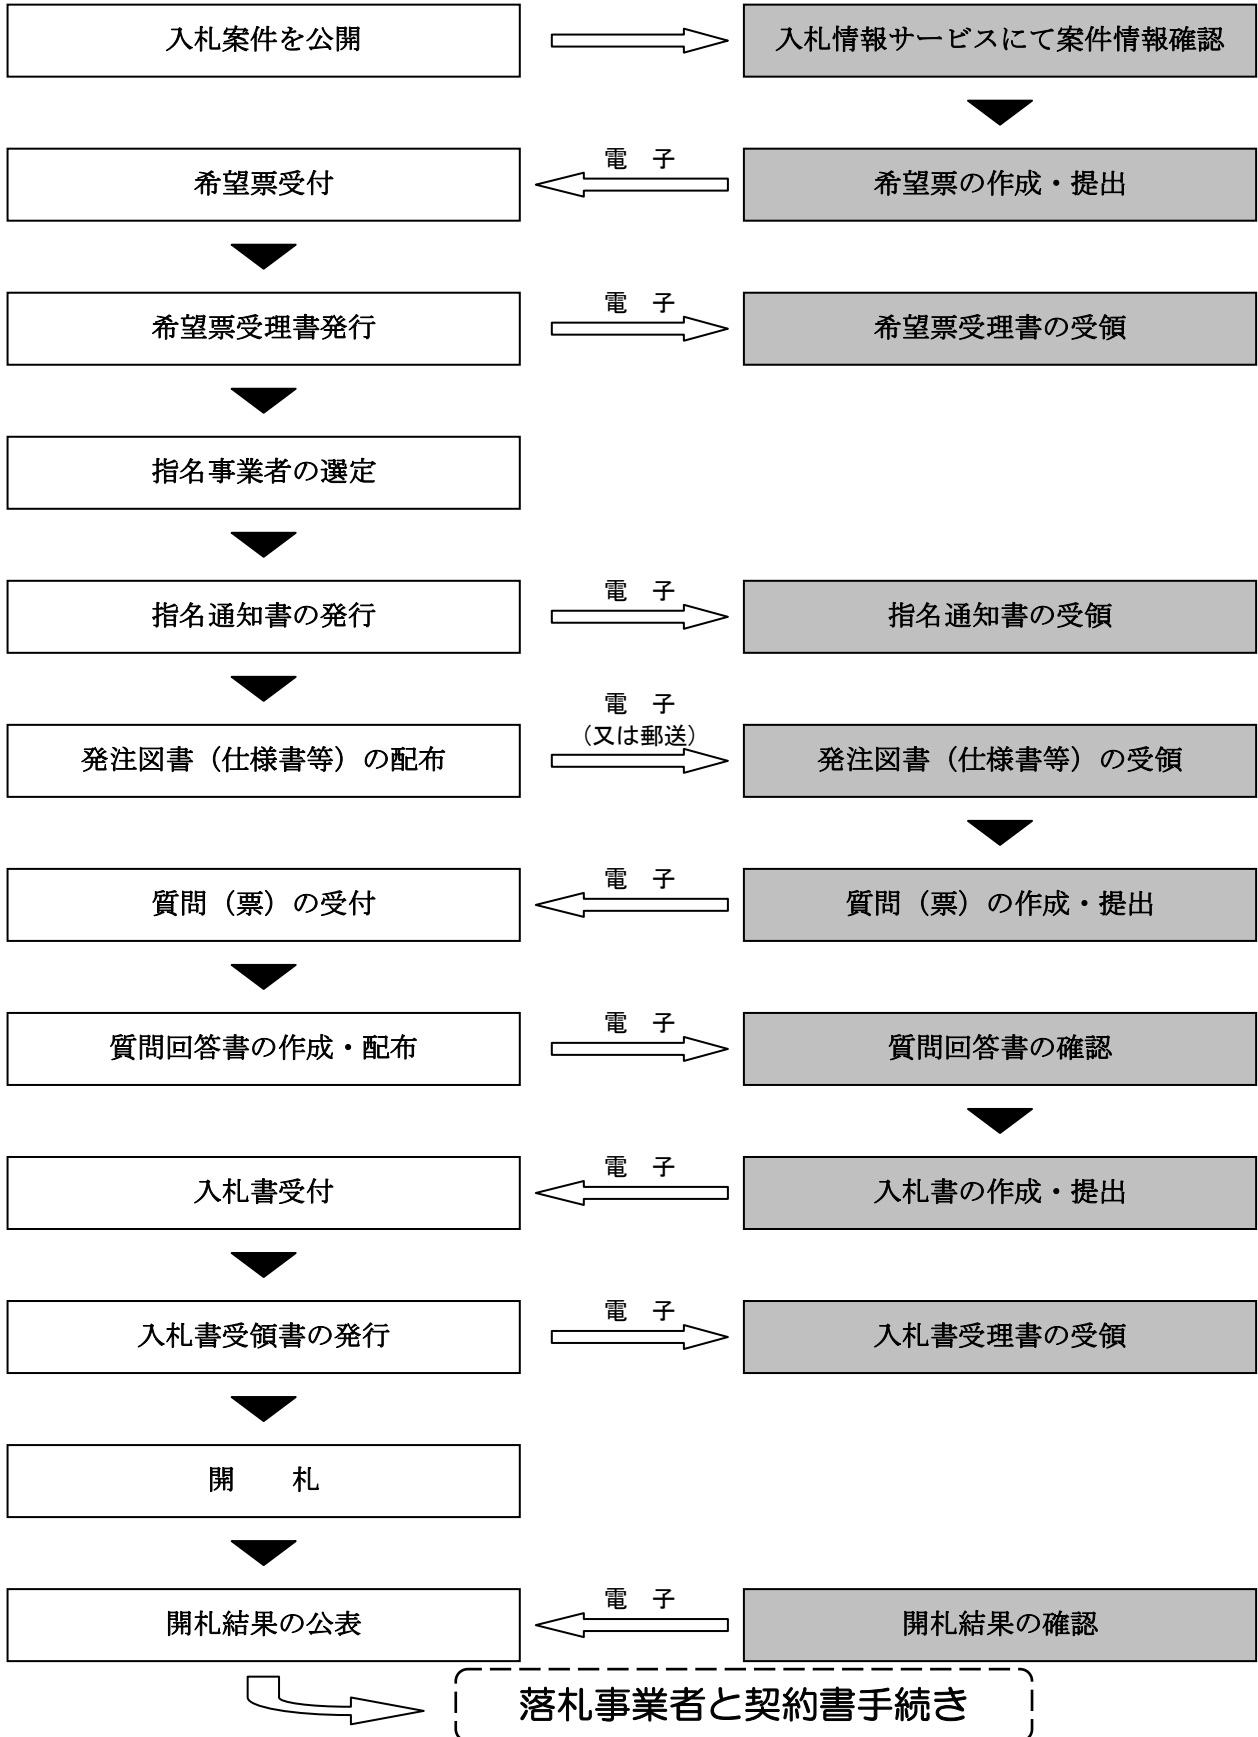 入札案件を公開
入札情報サービスにて案件情報確認
希望票受付
電　子
希望票の作成・提出
希望票受理書発行
電　子
希望票受理書の受領
指名事業者の選定
指名通知書の発行
電　子
指名通知書の受領
発注図書（仕様書等）の配布
電　子
（又は郵送）
発注図書（仕様書等）の受領
質問（票）の受付
電　子
質問（票）の作成・提出
質問回答書の作成・配布
電　子
質問回答書の確認
入札書受付
電　子
入札書の作成・提出
入札書受領書の発行
電　子
入札書受理書の受領
開　　札
開札結果の公表
電　子
開札結果の確認
落札事業者と契約書手続き